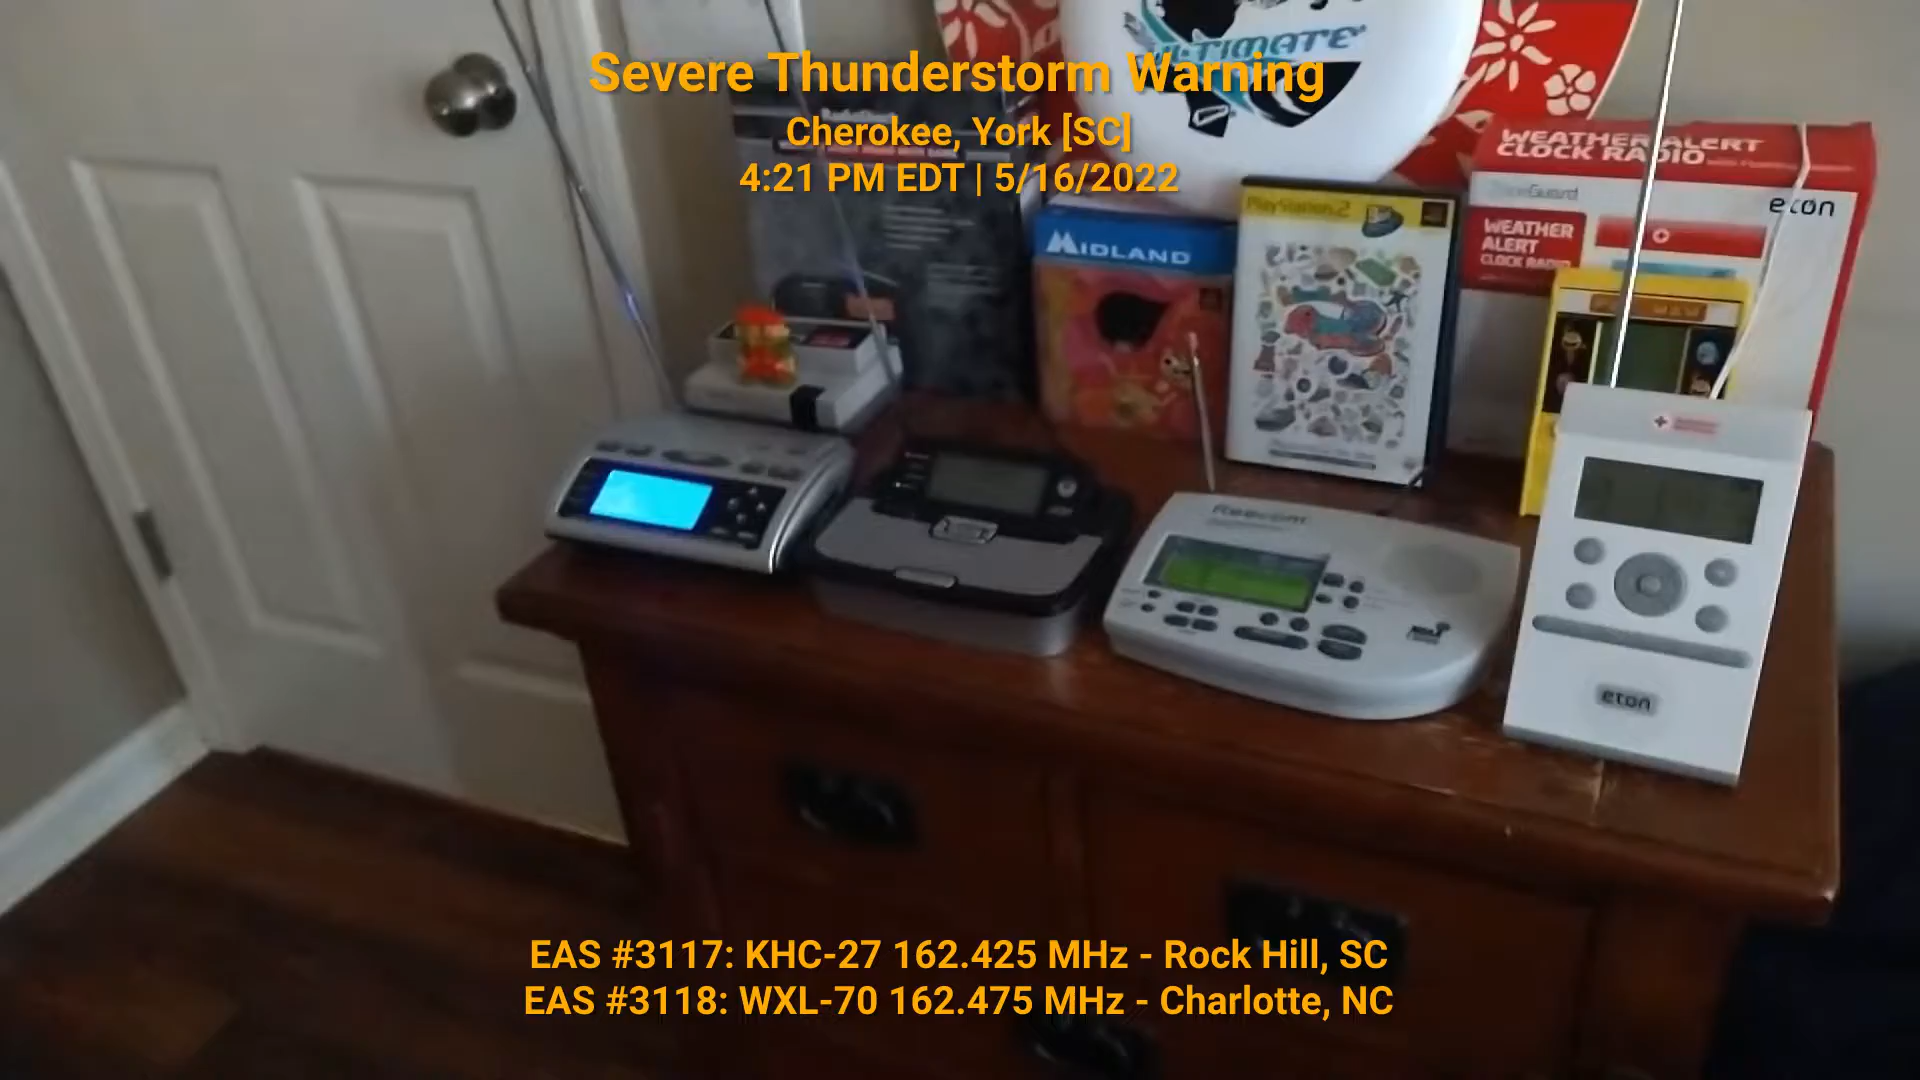 ULTIMATE
Severe Thunderstorm Warning
Cherokee, York [SC]
4:21 PM EDT | 5/16/2022
WEATHER ALERT
CLOCK RADIO
eton
WEATHER
ALERT
CLOCK RADIO
MIDLAND
PlayStation 2
Reecom
eton
EAS #3117: KHC-27 162.425 MHz - Rock Hill, SC
EAS #3118: WXL-70 162.475 MHz - Charlotte, NC